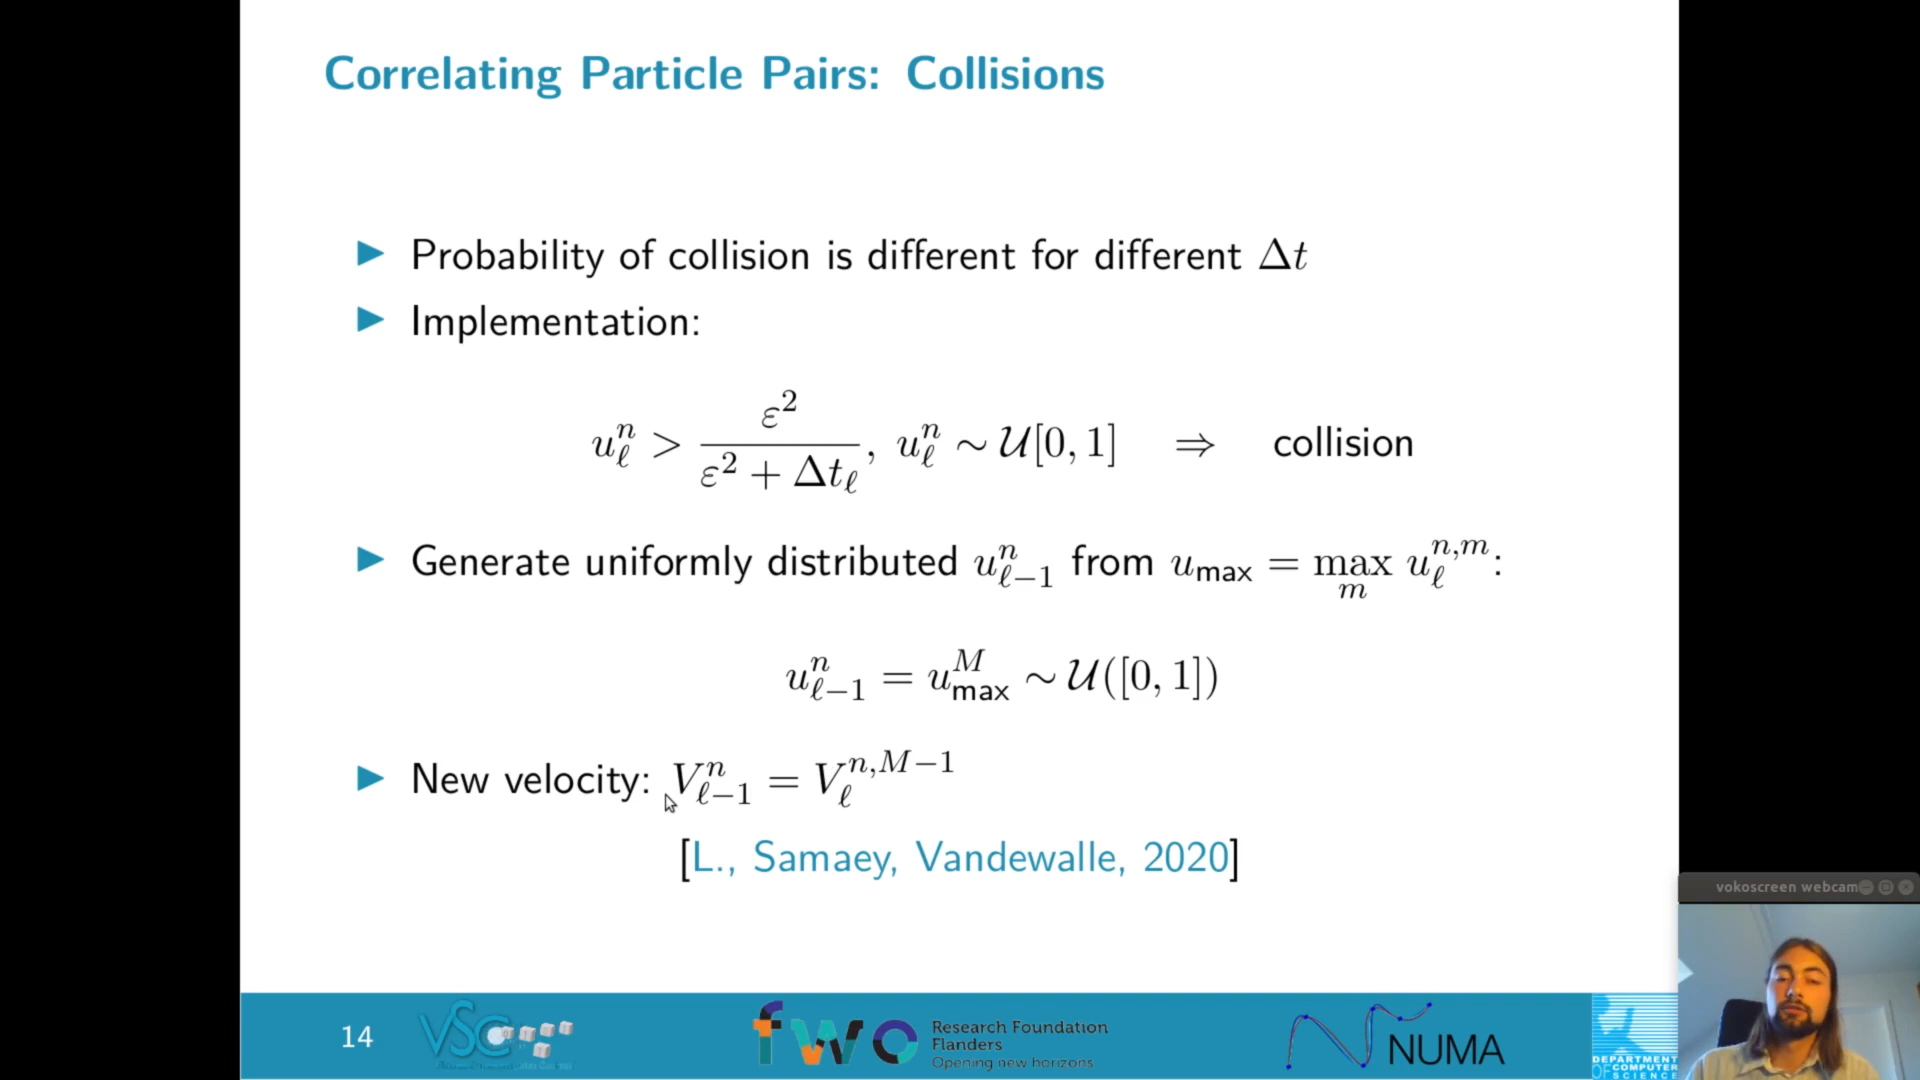 Correlating Particle Pairs: Collisions
▶ Probability of collision is different for different Δt
▶ Implementation:
u_ℓ^n > ε² / (ε² + Δt_ℓ), u_ℓ^n ∼ 𝒰[0, 1] ⇒ collision
▶ Generate uniformly distributed u_{ℓ−1}^n from u_max = max_m u_ℓ^{n,m}:
u_{ℓ−1}^n = u_max^M ∼ 𝒰([0, 1])
▶ New velocity: V_{ℓ−1}^n = V_ℓ^{n,M−1}
[L., Samaey, Vandewalle, 2020]
vokoscreen webcam
14
VSC
fwo
Research Foundation
Flanders
Opening new horizons
NUMA
DEPARTMENT
OF COMPUTER
SCIENCE